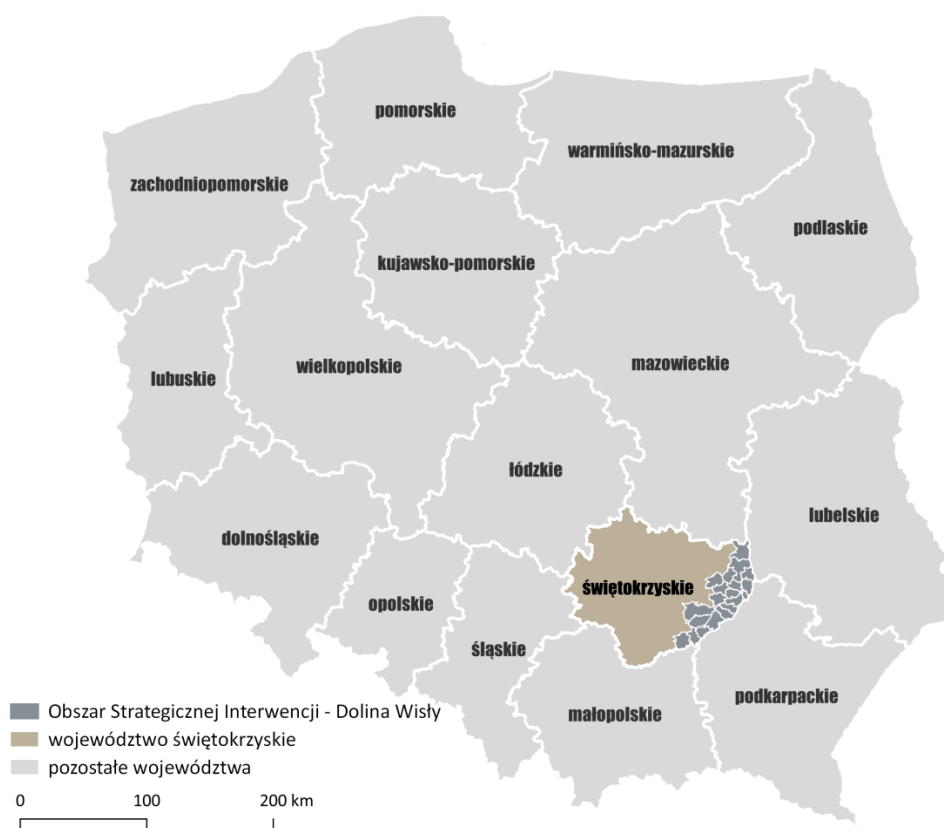 pomorskie
warmińsko-mazurskie
zachodniopomorskie
podlaskie
kujawsko-pomorskie
mazowieckie
wielkopolskie
lubuskie
łódzkie
lubelskie
dolnośląskie
świętokrzyskie
opolskie
śląskie
podkarpackie
małopolskie
Obszar Strategicznej Interwencji - Dolina Wisły
województwo świętokrzyskie
pozostałe województwa
0 100 200 km